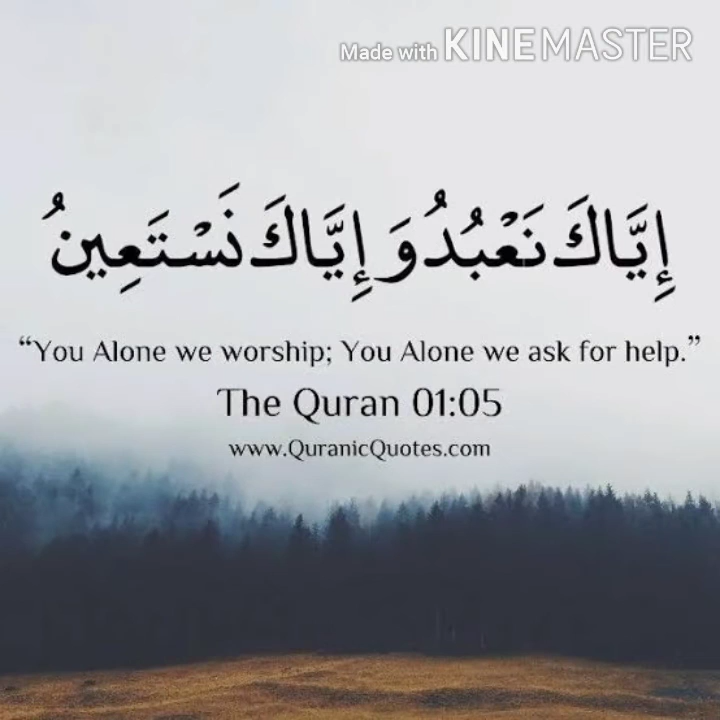 Made with KINEMASTER
إِيَّاكَ نَعْبُدُ وَ إِيَّاكَ نَسْتَعِينُ
“You Alone we worship; You Alone we ask for help.”
The Quran 01:05
www.QuranicQuotes.com